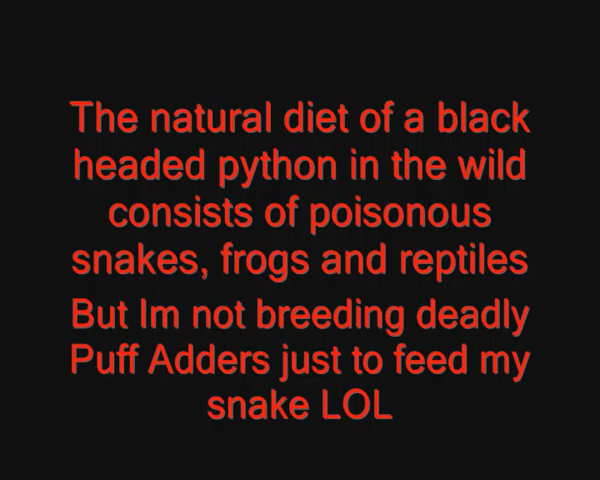 The natural diet of a black
headed python in the wild
consists of poisonous
snakes, frogs and reptiles
But Im not breeding deadly
Puff Adders just to feed my
snake LOL